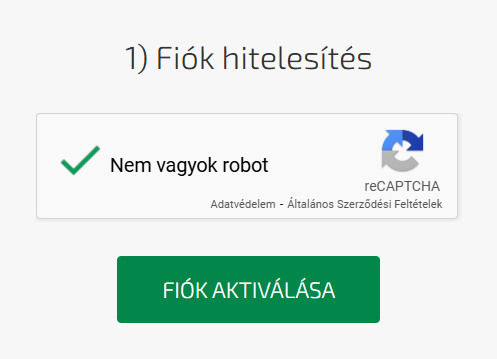 1) Fiók hitelesítés
Nem vagyok robot
reCAPTCHA
Adatvédelem - Általános Szerződési Feltételek
FIÓK AKTIVÁLÁSA